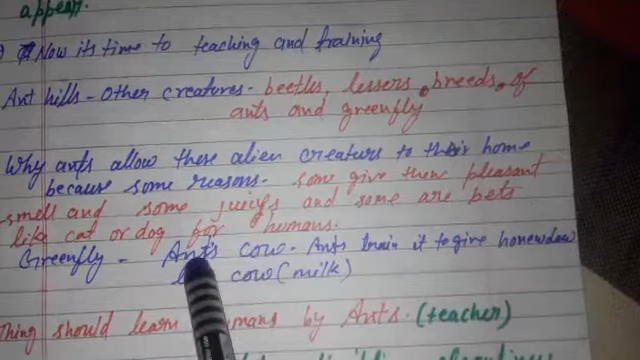 appear.
Now its time to teaching and training
Ant hills - Other creatures - beetles, lessers, breeds of
ants and greenfly
Why ants allow these alien creature to their home
because some reasons. Some give them pleasant
smell and some juices and some are pets
like cat or dog for humans.
Greenfly - Ant's cow - Ants train it to give honeydew
cow (milk)
Thing should learn humans by Ants. (teacher)